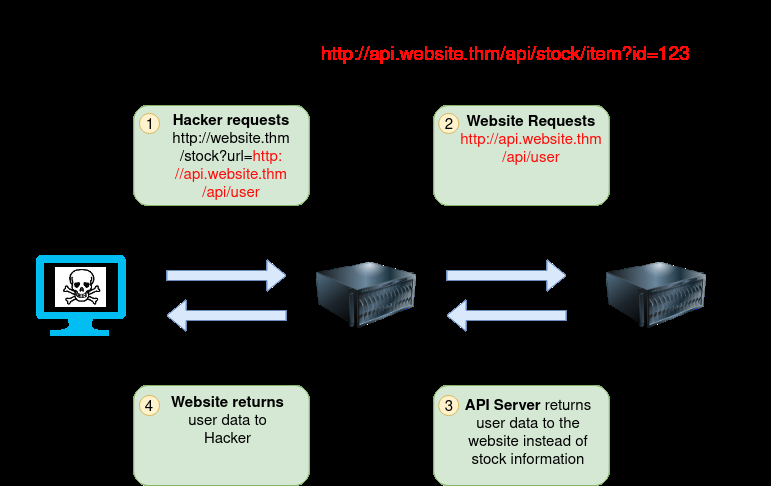 http://api.website.thm/api/stock/item?id=123
1
Hacker requests
http://website.thm
/stock?url=http:
//api.website.thm
/api/user
2
Website Requests
http://api.website.thm
/api/user
4
Website returns
user data to
Hacker
3
API Server returns
user data to the
website instead of
stock information